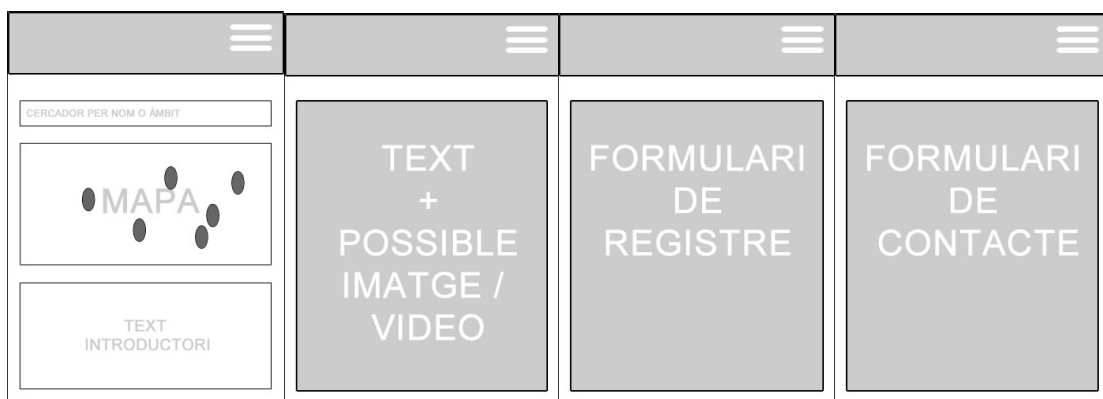 CERCADOR PER NOM O ÀMBIT
MAPA
TEXT
INTRODUCTORI
TEXT
+
POSSIBLE
IMATGE /
VIDEO
FORMULARI
DE
REGISTRE
FORMULARI
DE
CONTACTE